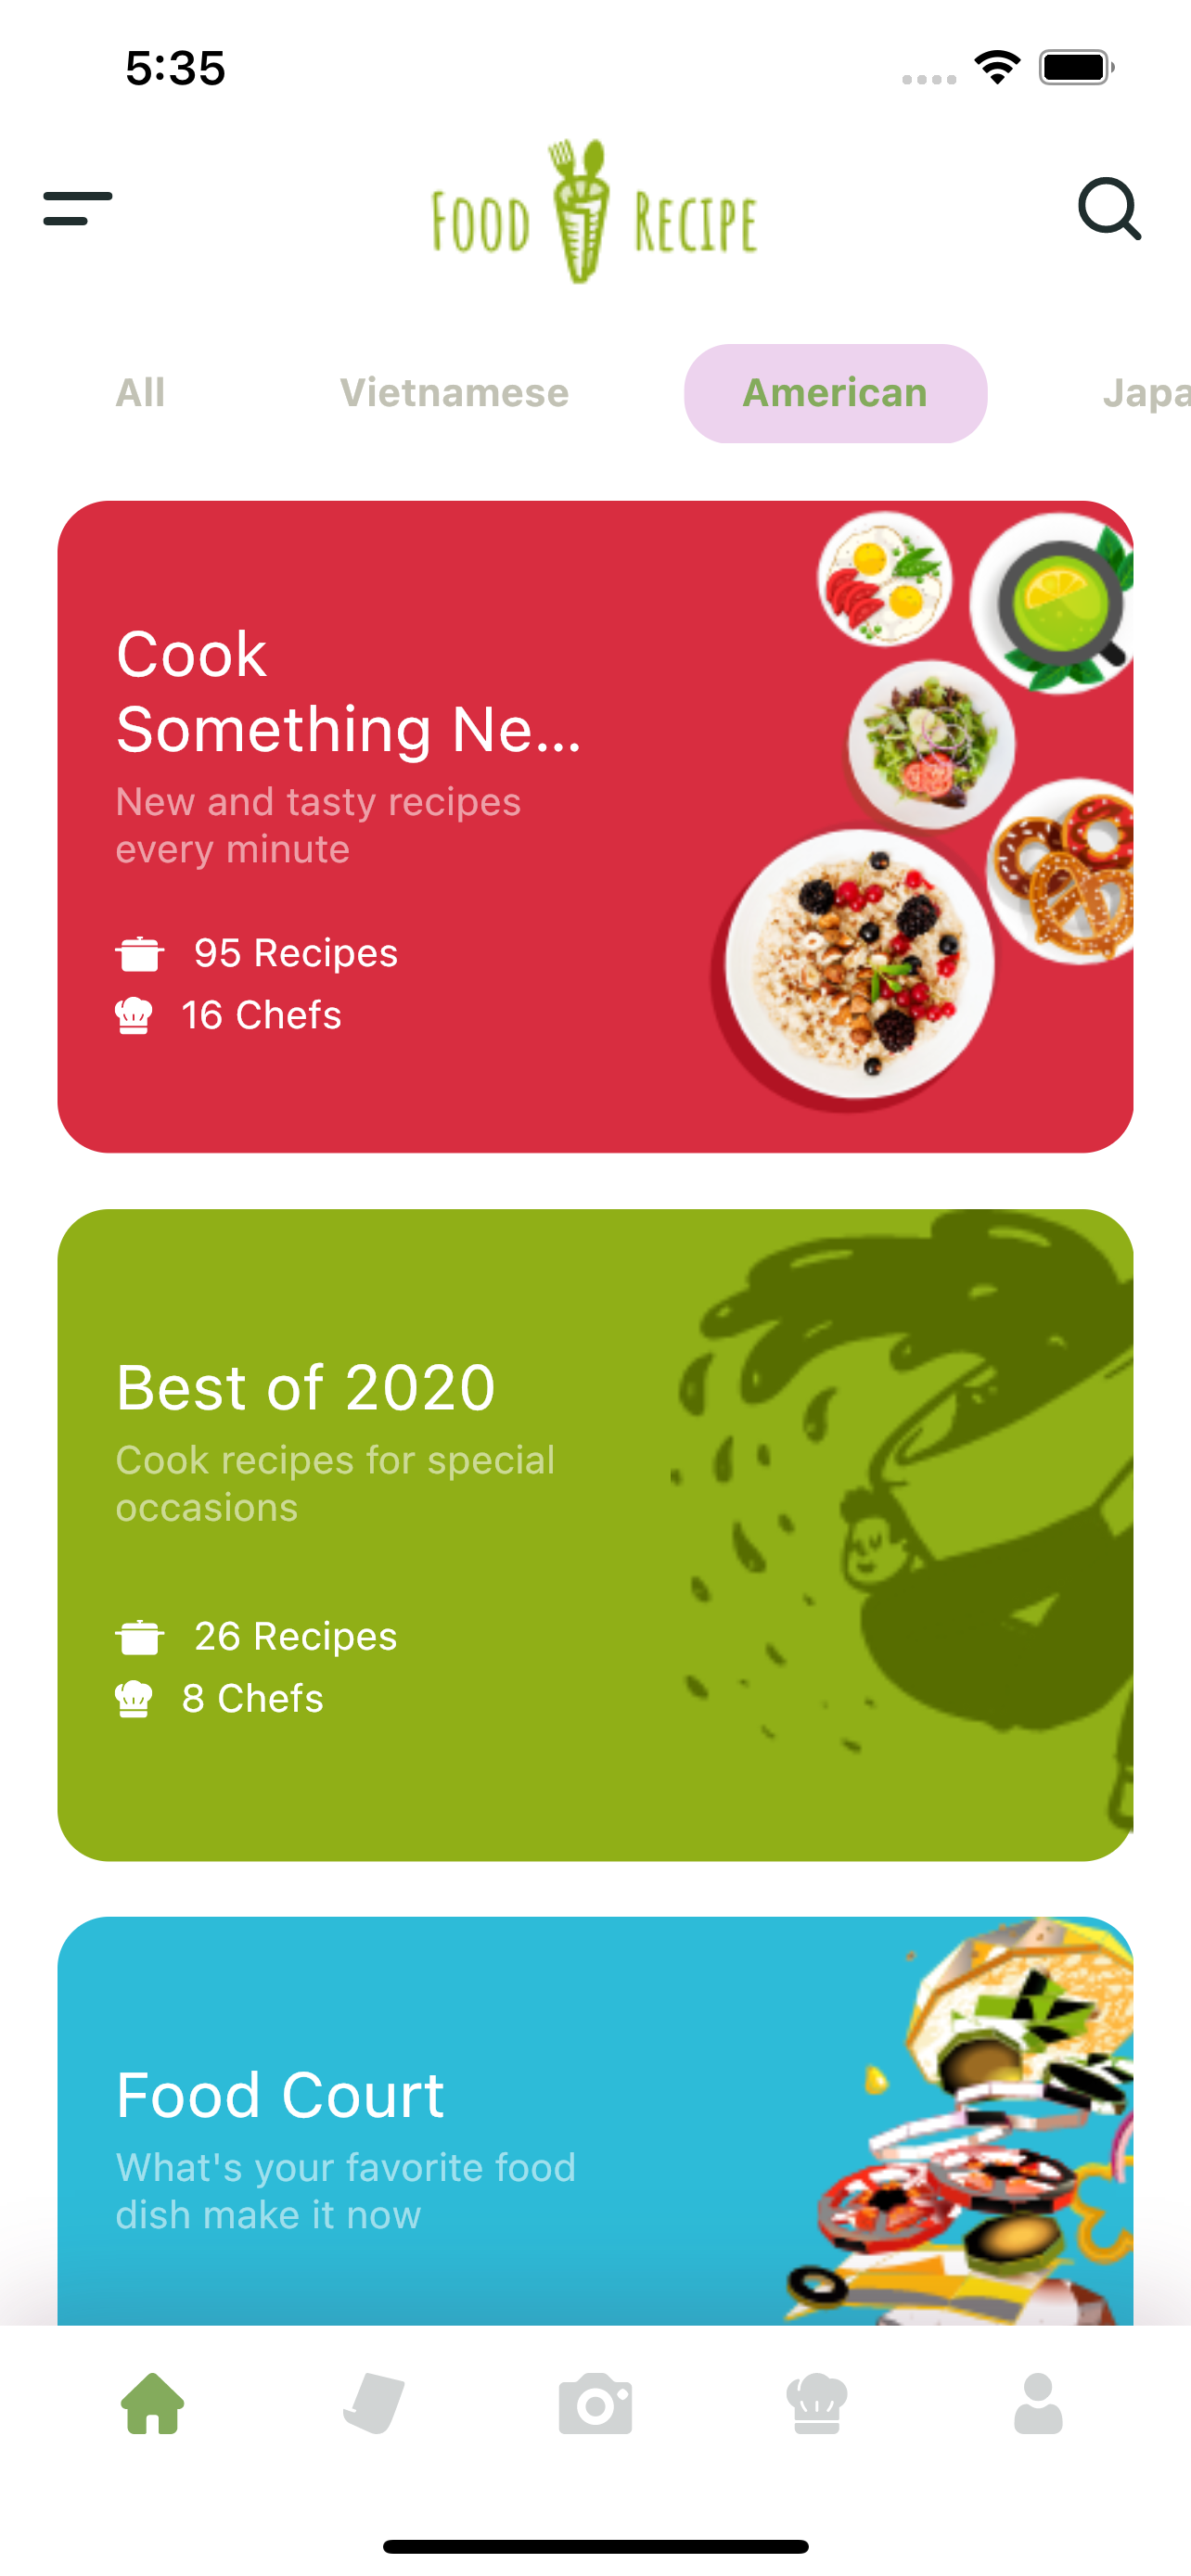 5:35
FOOD RECIPE
All Vietnamese American Japa
Cook
Something Ne...
New and tasty recipes
every minute
95 Recipes
16 Chefs
Best of 2020
Cook recipes for special
occasions
26 Recipes
8 Chefs
Food Court
What's your favorite food
dish make it now